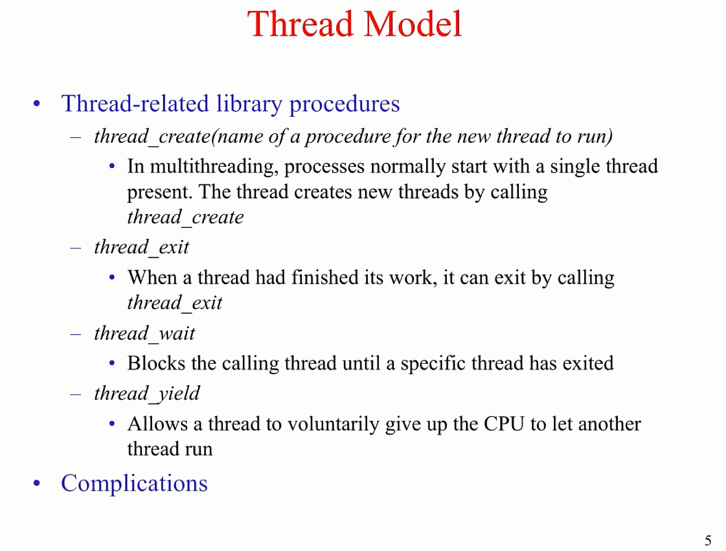 Thread Model
• Thread-related library procedures
– thread_create(name of a procedure for the new thread to run)
• In multithreading, processes normally start with a single thread
present. The thread creates new threads by calling
thread_create
– thread_exit
• When a thread had finished its work, it can exit by calling
thread_exit
– thread_wait
• Blocks the calling thread until a specific thread has exited
– thread_yield
• Allows a thread to voluntarily give up the CPU to let another
thread run
• Complications
5